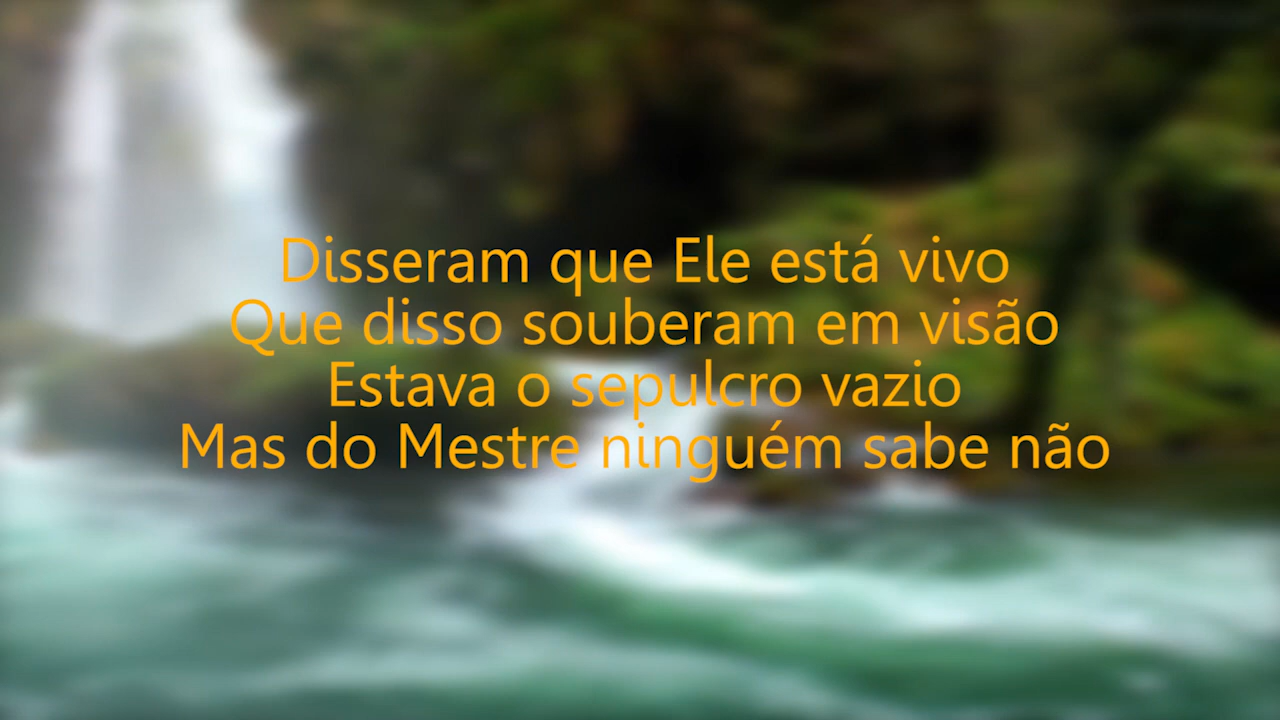 Disseram que Ele está vivo
Que disso souberam em visão
Estava o sepulcro vazio
Mas do Mestre ninguém sabe não